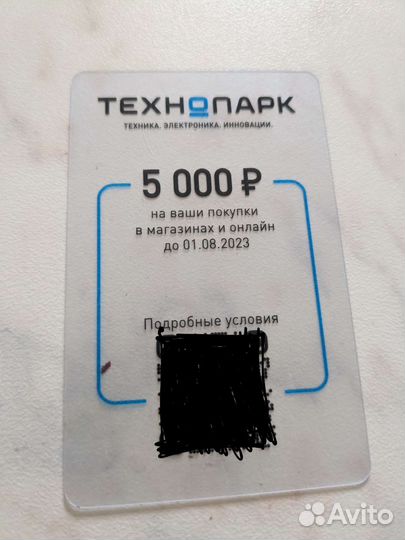 ТЕХНОПАРК
ТЕХНИКА. ЭЛЕКТРОНИКА. ИННОВАЦИИ.
5 000 ₽
на ваши покупки
в магазинах и онлайн
до 01.08.2023
Подробные условия
Avito